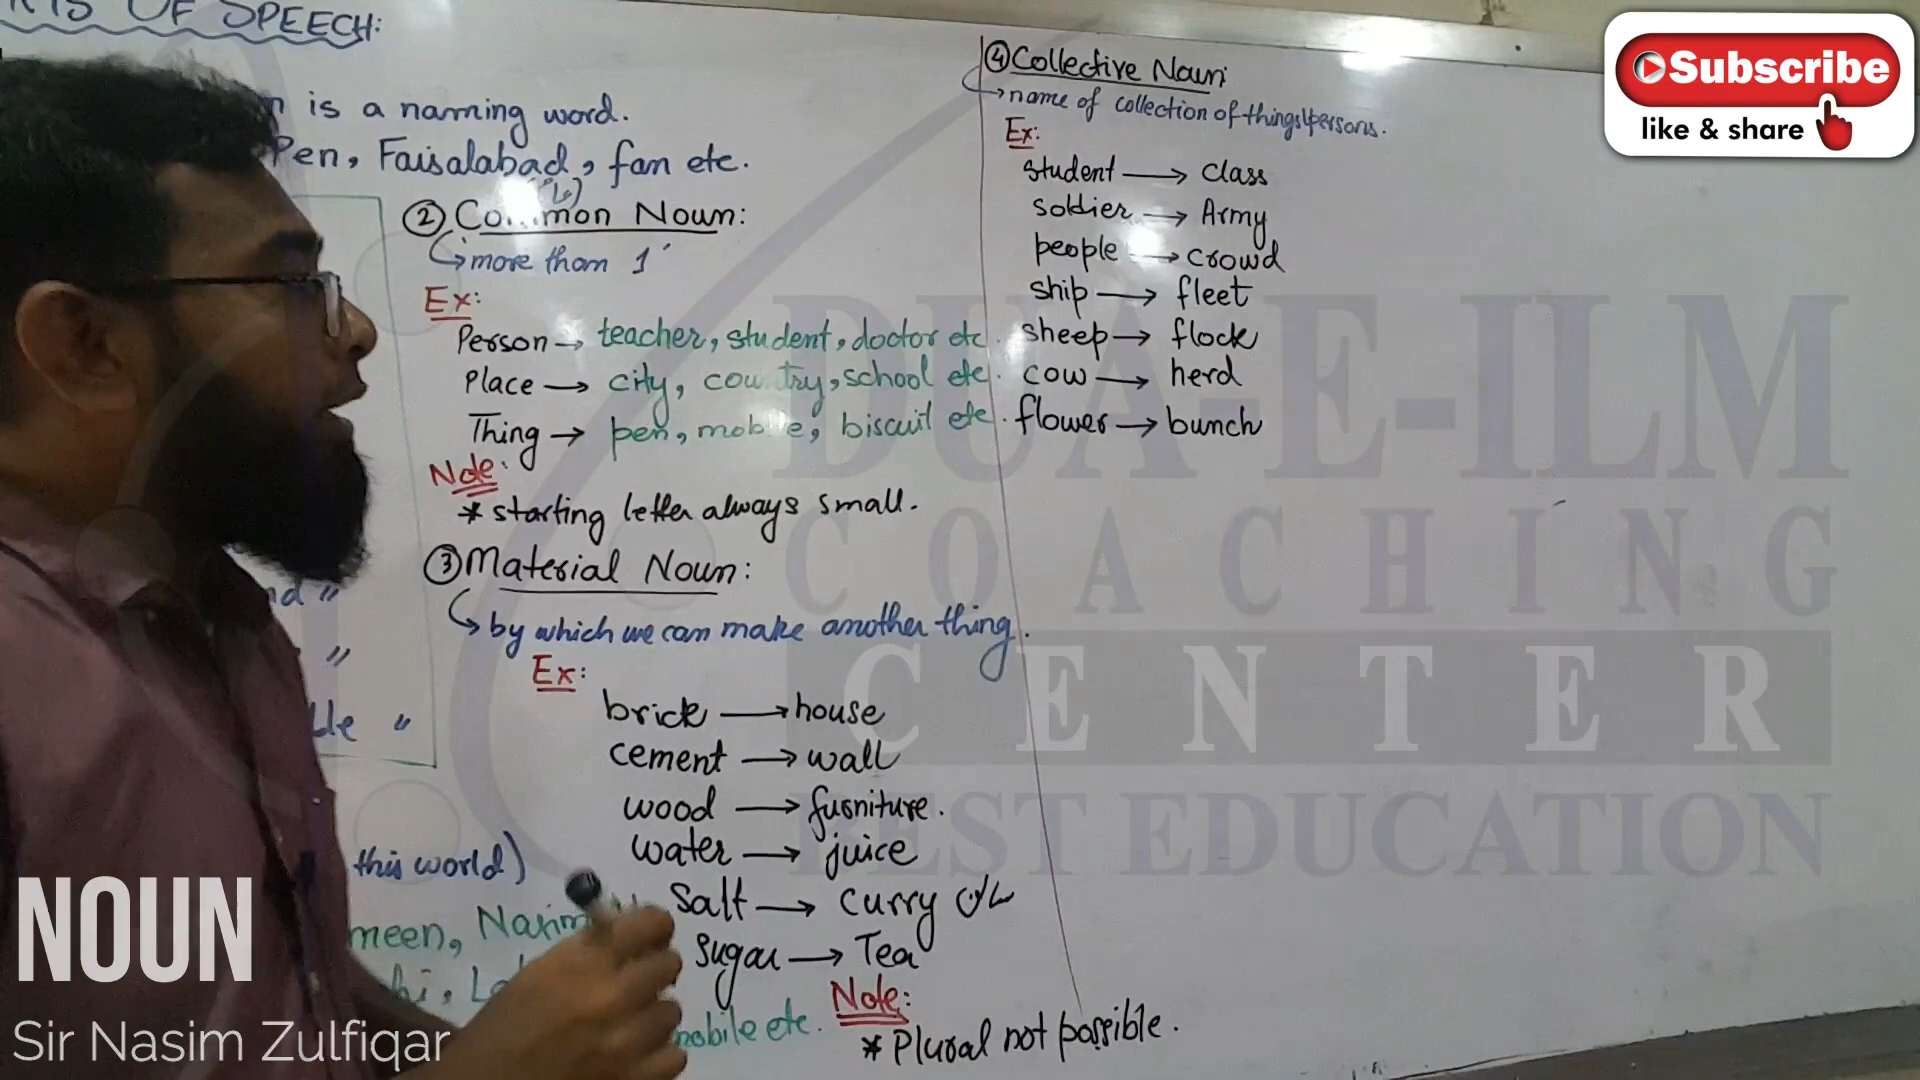 OF SPEECH:
is a naming word.
Pen, Faisalabad, fan etc.
② Common Noun:
more than 1
Ex:
Person → teacher, student, doctor etc.
Place → city, country, school etc.
Thing → pen, mobile, biscuit etc.
Note:
* starting letter always small.
③ Material Noun:
by which we can make another thing.
Ex:
brick → house
cement → wall
wood → furniture.
water → juice
Salt → curry
Sugar → Tea
Note:
* Plural not possible.
this world)
mobile etc.
④ Collective Noun:
name of collection of things/persons.
Ex:
student → class
soldier → Army
people → crowd
ship → fleet
sheep → flock
cow → herd
flower → bunch
Subscribe
like & share
DUA-E-ILM
COACHING
CENTER
BEST EDUCATION
NOUN
Sir Nasim Zulfiqar